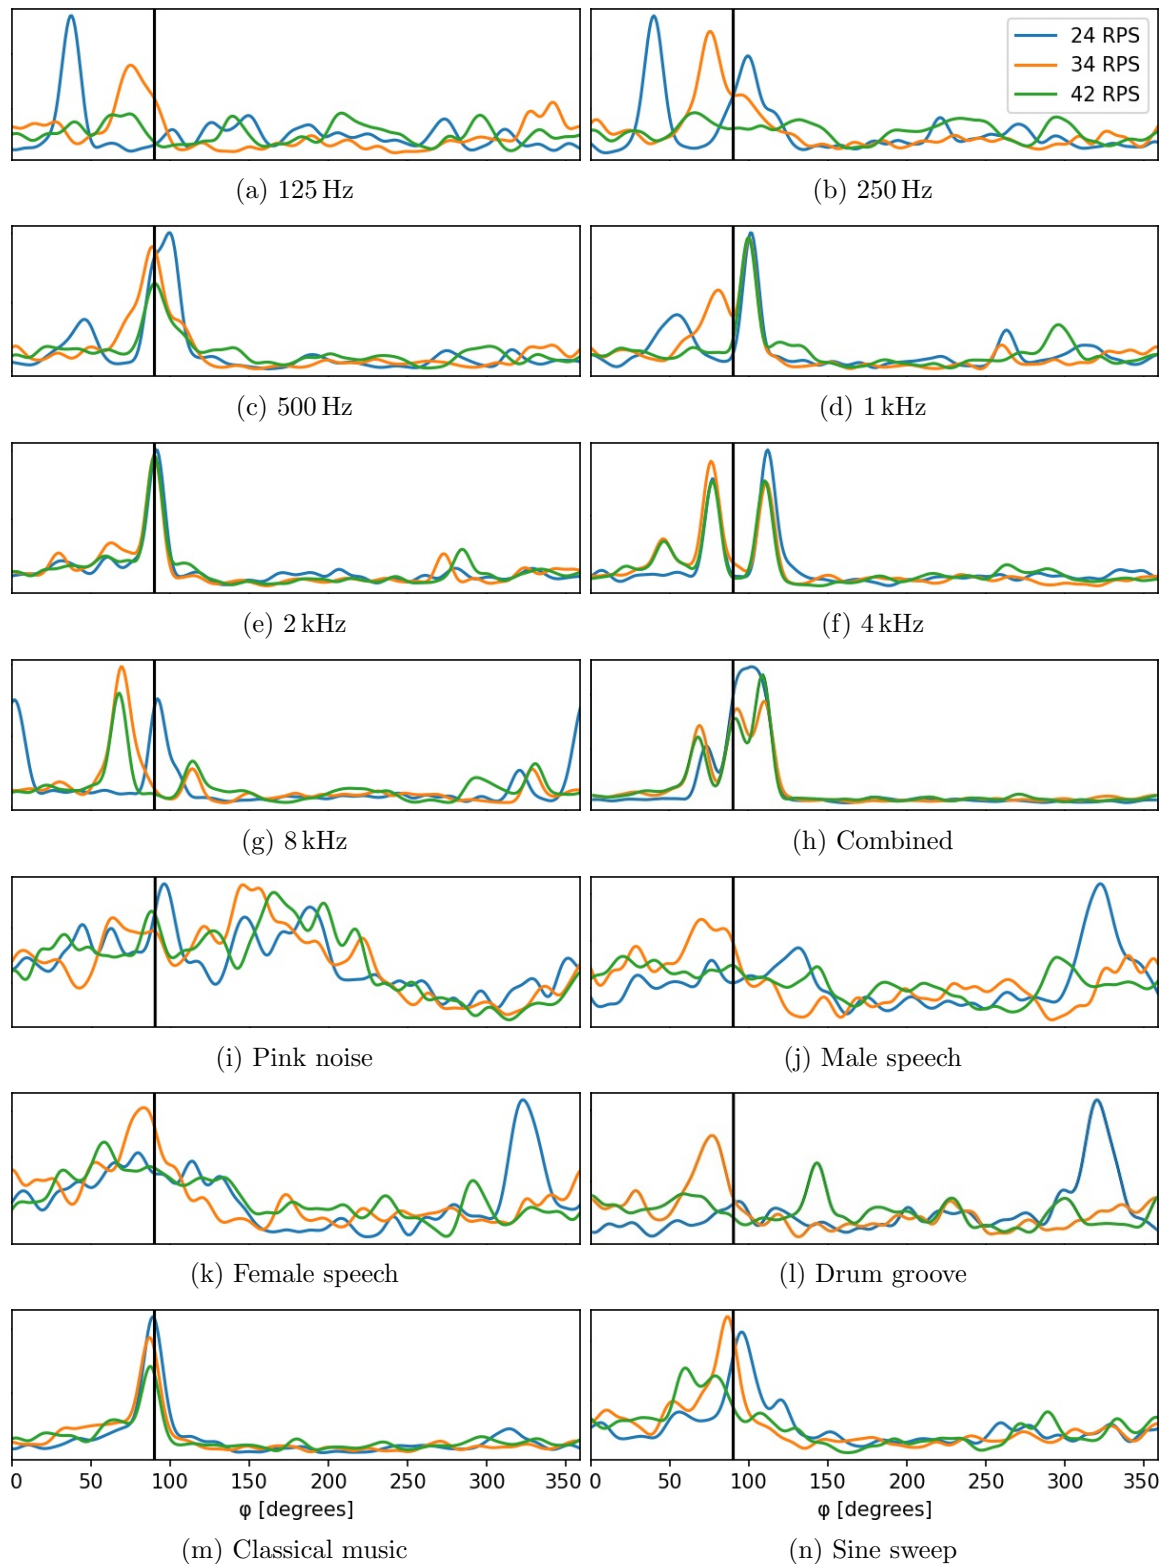 24 RPS
34 RPS
42 RPS
(a) 125 Hz
(b) 250 Hz
(c) 500 Hz
(d) 1 kHz
(e) 2 kHz
(f) 4 kHz
(g) 8 kHz
(h) Combined
(i) Pink noise
(j) Male speech
(k) Female speech
(l) Drum groove
0 50 100 150 200 250 300 350
φ [degrees]
0 50 100 150 200 250 300 350
φ [degrees]
(m) Classical music
(n) Sine sweep